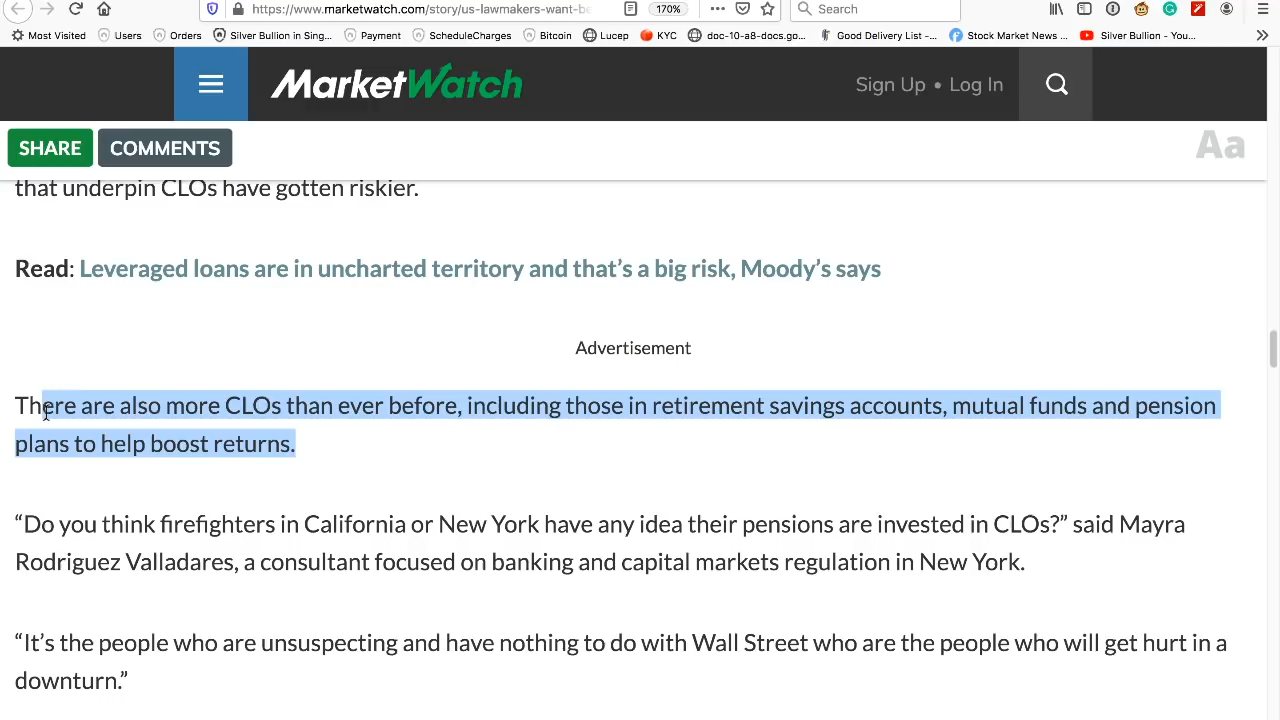 https://www.marketwatch.com/story/us-lawmakers-want-be
170%
Search
Most Visited
Users
Orders
Silver Bullion in Sing...
Payment
ScheduleCharges
Bitcoin
Lucep
KYC
doc-10-a8-docs.go...
Good Delivery List -...
Stock Market News ...
Silver Bullion - You...
MarketWatch
Sign Up • Log In
SHARE
COMMENTS
Aa
that underpin CLOs have gotten riskier.
Read: Leveraged loans are in uncharted territory and that's a big risk, Moody's says
Advertisement
There are also more CLOs than ever before, including those in retirement savings accounts, mutual funds and pension
plans to help boost returns.
“Do you think firefighters in California or New York have any idea their pensions are invested in CLOs?” said Mayra
Rodriguez Valladares, a consultant focused on banking and capital markets regulation in New York.
“It’s the people who are unsuspecting and have nothing to do with Wall Street who are the people who will get hurt in a
downturn.”